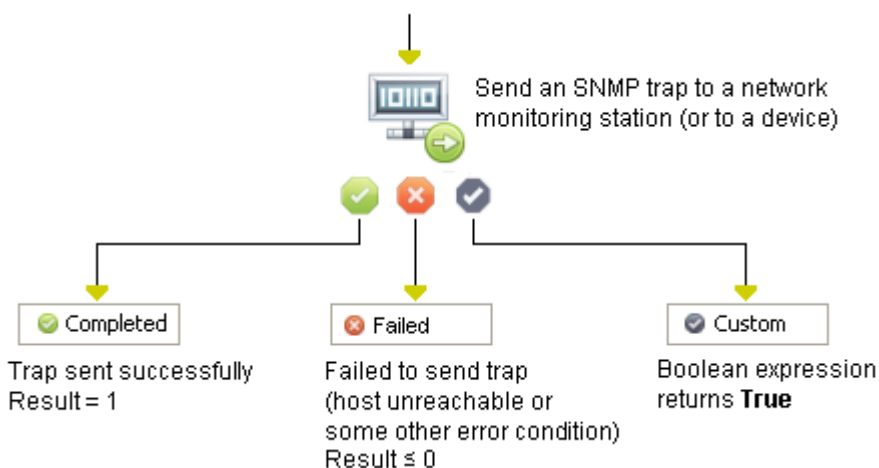 10110
Send an SNMP trap to a network
monitoring station (or to a device)
Completed
Failed
Custom
Trap sent successfully
Result = 1
Failed to send trap
(host unreachable or
some other error condition)
Result ≤ 0
Boolean expression
returns True